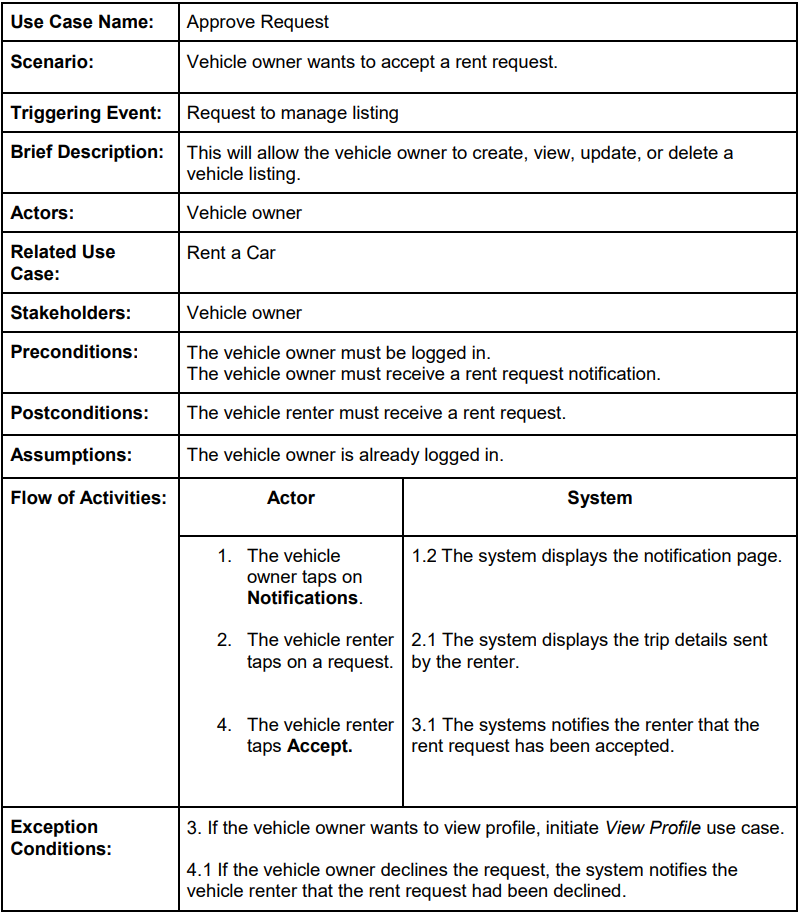 Use Case Name: Approve Request
Scenario: Vehicle owner wants to accept a rent request.
Triggering Event: Request to manage listing
Brief Description: This will allow the vehicle owner to create, view, update, or delete a
vehicle listing.
Actors: Vehicle owner
Related Use Rent a Car
Case:
Stakeholders: Vehicle owner
Preconditions: The vehicle owner must be logged in.
The vehicle owner must receive a rent request notification.
Postconditions: The vehicle renter must receive a rent request.
Assumptions: The vehicle owner is already logged in.
Flow of Activities: Actor System
1. The vehicle
owner taps on
Notifications.
1.2 The system displays the notification page.
2. The vehicle renter
taps on a request.
2.1 The system displays the trip details sent
by the renter.
4. The vehicle renter
taps Accept.
3.1 The systems notifies the renter that the
rent request has been accepted.
Exception
Conditions:
3. If the vehicle owner wants to view profile, initiate View Profile use case.
4.1 If the vehicle owner declines the request, the system notifies the
vehicle renter that the rent request had been declined.